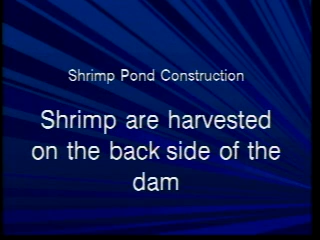 Shrimp Pond Construction
Shrimp are harvested
on the back side of the
dam